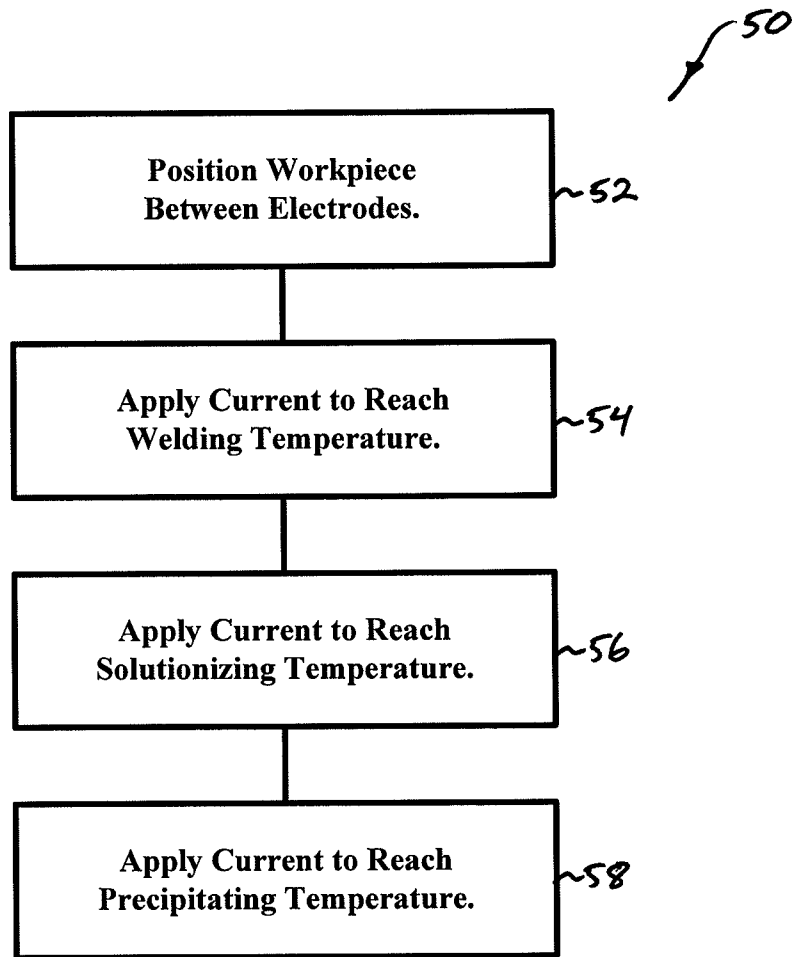 50
Position Workpiece
Between Electrodes.
52
Apply Current to Reach
Welding Temperature.
54
Apply Current to Reach
Solutionizing Temperature.
56
Apply Current to Reach
Precipitating Temperature.
58